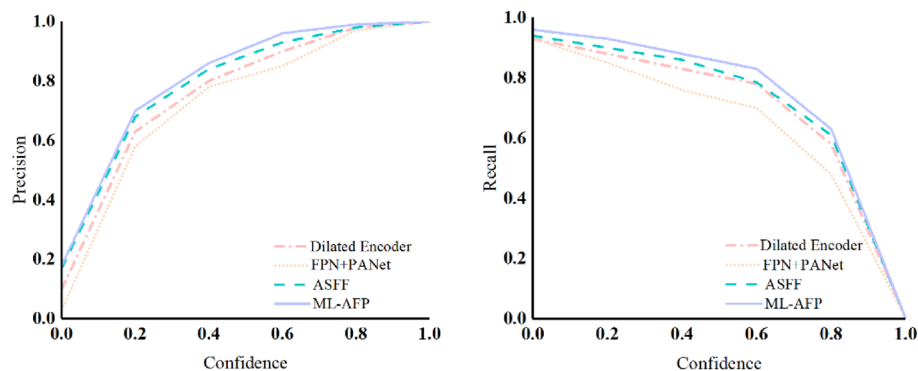 1.0
0.8
0.6
0.4
0.2
0.0
Precision
0.0 0.2 0.4 0.6 0.8 1.0
Confidence
Dilated Encoder
FPN+PANet
ASFF
ML-AFP
1.0
0.8
0.6
0.4
0.2
0.0
Recall
0.0 0.2 0.4 0.6 0.8 1.0
Confidence
Dilated Encoder
FPN+PANet
ASFF
ML-AFP